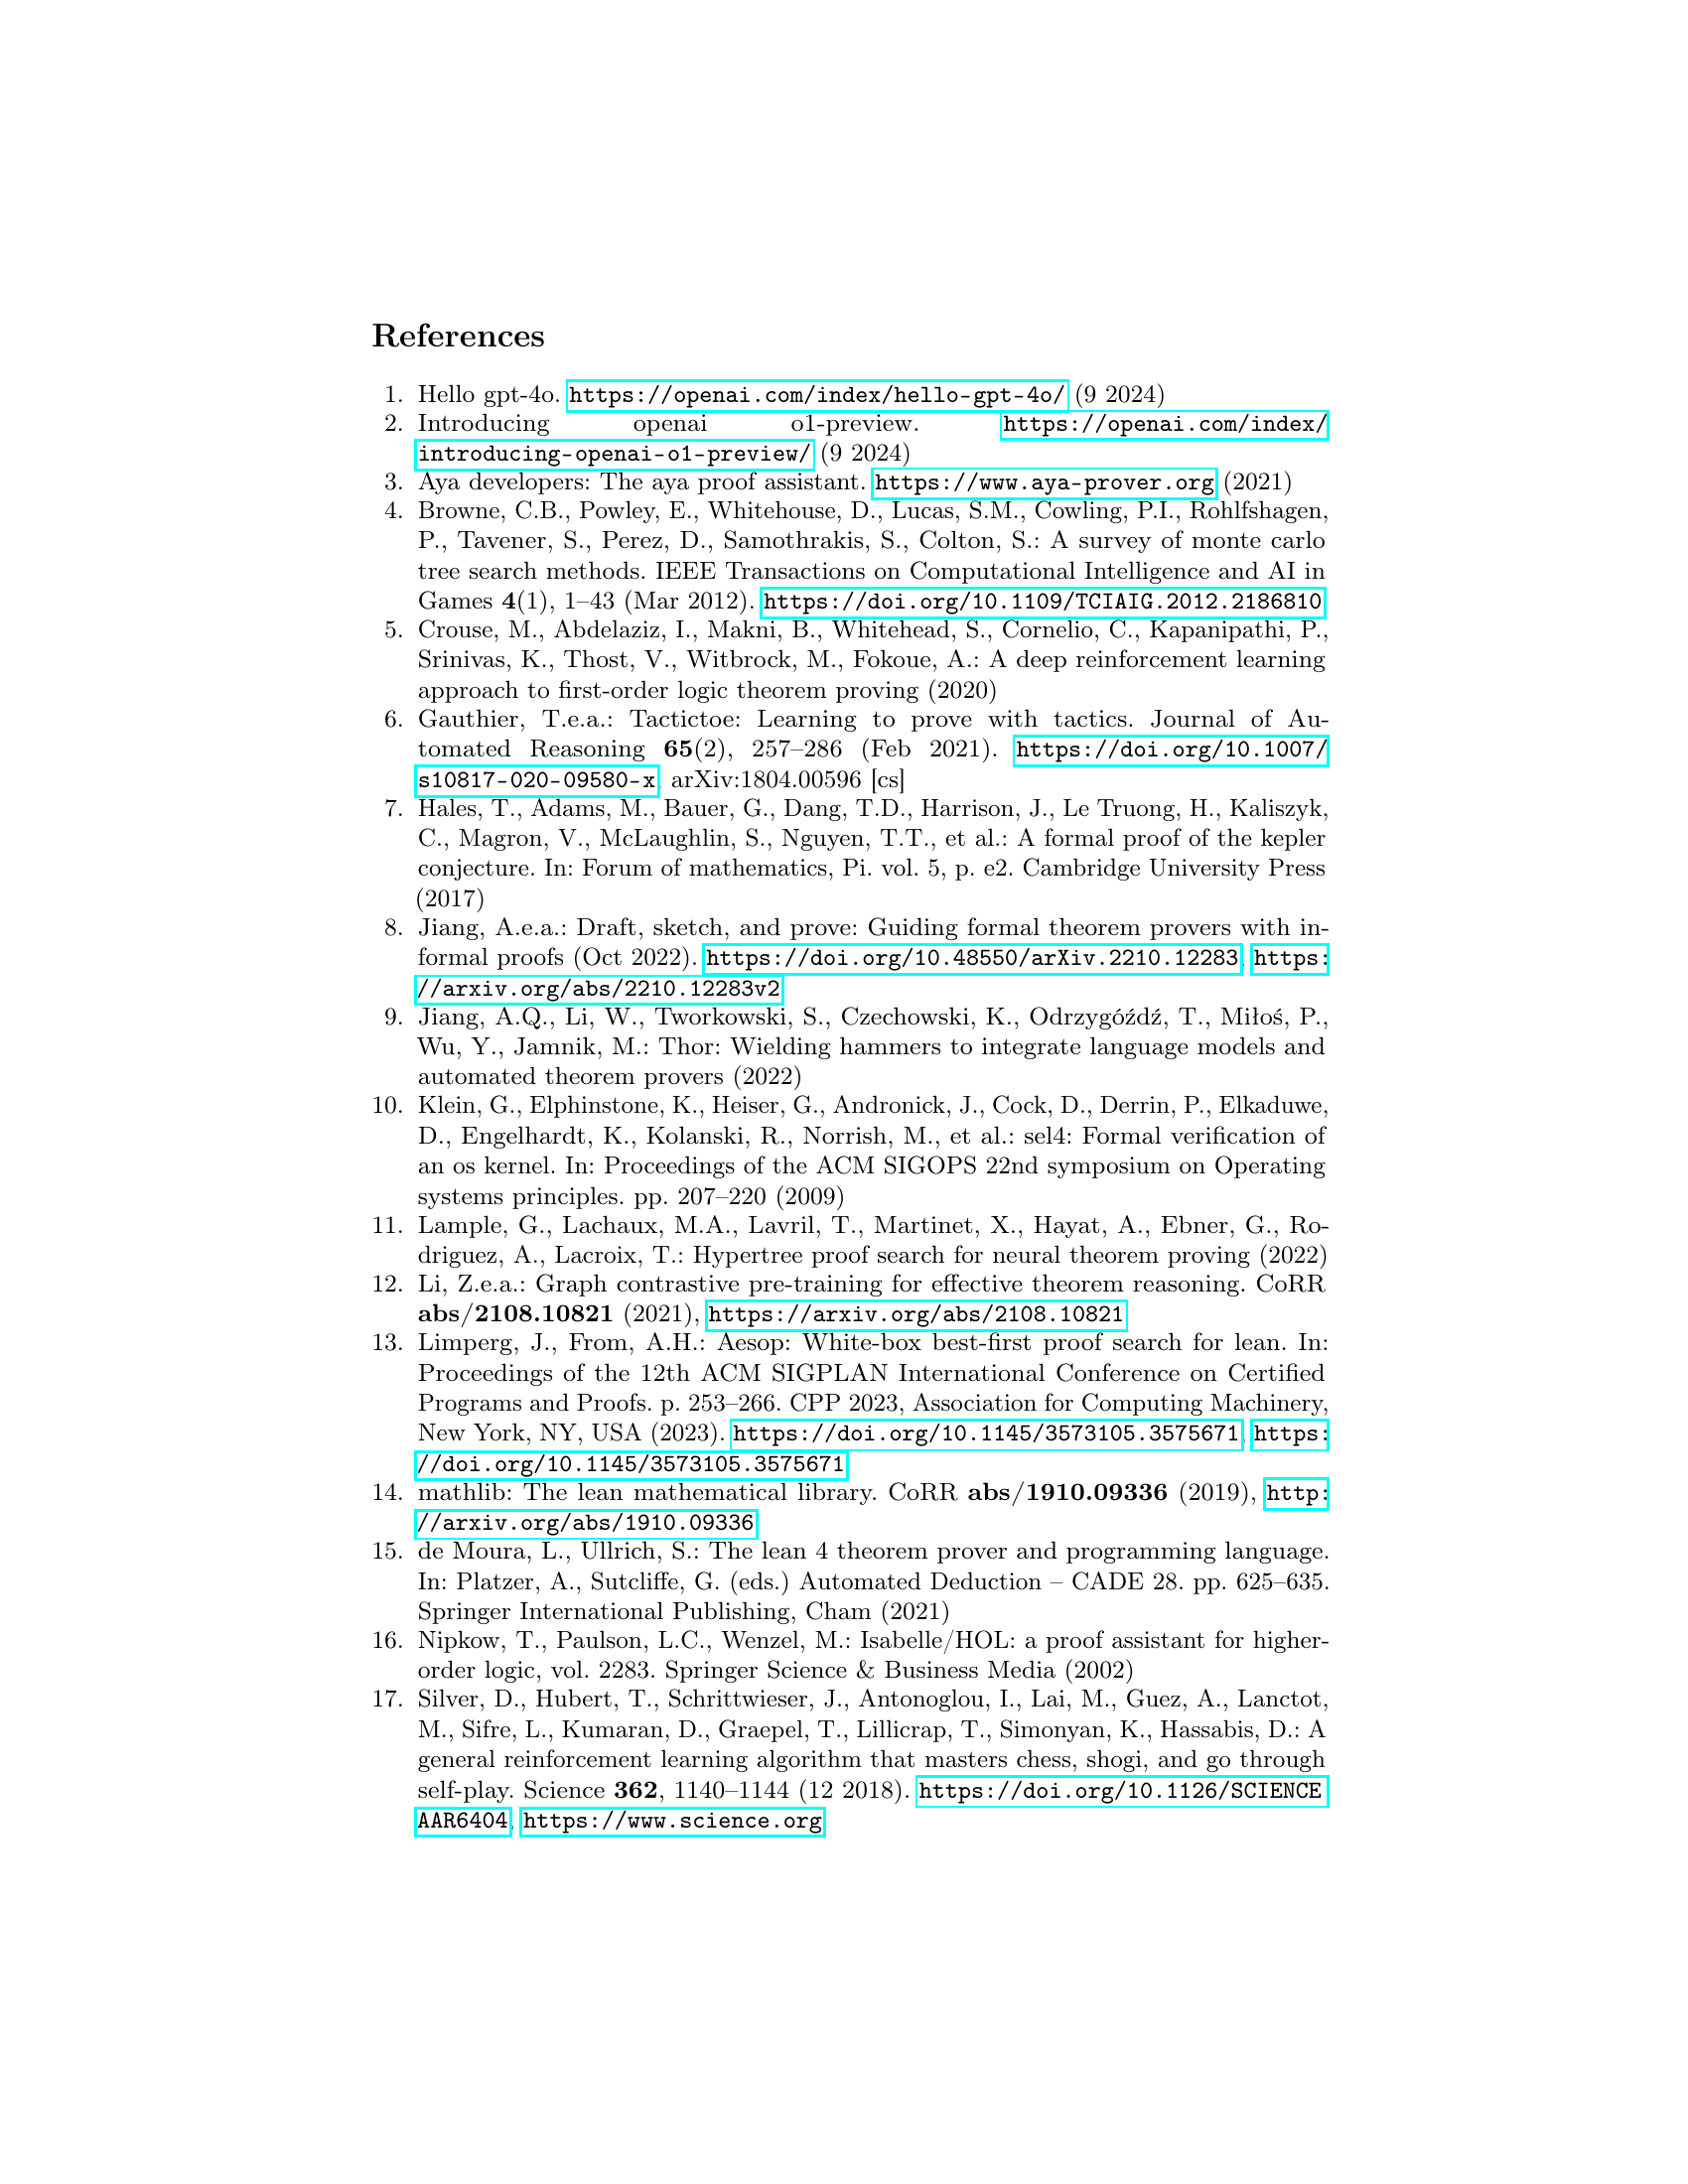 References
1. Hello gpt-4o. https://openai.com/index/hello-gpt-4o/ (9 2024)
2. Introducing openai o1-preview. https://openai.com/index/
introducing-openai-o1-preview/ (9 2024)
3. Aya developers: The aya proof assistant. https://www.aya-prover.org (2021)
4. Browne, C.B., Powley, E., Whitehouse, D., Lucas, S.M., Cowling, P.I., Rohlfshagen,
P., Tavener, S., Perez, D., Samothrakis, S., Colton, S.: A survey of monte carlo
tree search methods. IEEE Transactions on Computational Intelligence and AI in
Games 4(1), 1–43 (Mar 2012). https://doi.org/10.1109/TCIAIG.2012.2186810
5. Crouse, M., Abdelaziz, I., Makni, B., Whitehead, S., Cornelio, C., Kapanipathi, P.,
Srinivas, K., Thost, V., Witbrock, M., Fokoue, A.: A deep reinforcement learning
approach to first-order logic theorem proving (2020)
6. Gauthier, T.e.a.: Tactictoe: Learning to prove with tactics. Journal of Au-
tomated Reasoning 65(2), 257–286 (Feb 2021). https://doi.org/10.1007/
s10817-020-09580-x, arXiv:1804.00596 [cs]
7. Hales, T., Adams, M., Bauer, G., Dang, T.D., Harrison, J., Le Truong, H., Kaliszyk,
C., Magron, V., McLaughlin, S., Nguyen, T.T., et al.: A formal proof of the kepler
conjecture. In: Forum of mathematics, Pi. vol. 5, p. e2. Cambridge University Press
(2017)
8. Jiang, A.e.a.: Draft, sketch, and prove: Guiding formal theorem provers with in-
formal proofs (Oct 2022). https://doi.org/10.48550/arXiv.2210.12283, https:
//arxiv.org/abs/2210.12283v2
9. Jiang, A.Q., Li, W., Tworkowski, S., Czechowski, K., Odrzygóźdź, T., Miłoś, P.,
Wu, Y., Jamnik, M.: Thor: Wielding hammers to integrate language models and
automated theorem provers (2022)
10. Klein, G., Elphinstone, K., Heiser, G., Andronick, J., Cock, D., Derrin, P., Elkaduwe,
D., Engelhardt, K., Kolanski, R., Norrish, M., et al.: sel4: Formal verification of
an os kernel. In: Proceedings of the ACM SIGOPS 22nd symposium on Operating
systems principles. pp. 207–220 (2009)
11. Lample, G., Lachaux, M.A., Lavril, T., Martinet, X., Hayat, A., Ebner, G., Ro-
driguez, A., Lacroix, T.: Hypertree proof search for neural theorem proving (2022)
12. Li, Z.e.a.: Graph contrastive pre-training for effective theorem reasoning. CoRR
abs/2108.10821 (2021), https://arxiv.org/abs/2108.10821
13. Limperg, J., From, A.H.: Aesop: White-box best-first proof search for lean. In:
Proceedings of the 12th ACM SIGPLAN International Conference on Certified
Programs and Proofs. p. 253–266. CPP 2023, Association for Computing Machinery,
New York, NY, USA (2023). https://doi.org/10.1145/3573105.3575671, https:
//doi.org/10.1145/3573105.3575671
14. mathlib: The lean mathematical library. CoRR abs/1910.09336 (2019), http:
//arxiv.org/abs/1910.09336
15. de Moura, L., Ullrich, S.: The lean 4 theorem prover and programming language.
In: Platzer, A., Sutcliffe, G. (eds.) Automated Deduction – CADE 28. pp. 625–635.
Springer International Publishing, Cham (2021)
16. Nipkow, T., Paulson, L.C., Wenzel, M.: Isabelle/HOL: a proof assistant for higher-
order logic, vol. 2283. Springer Science & Business Media (2002)
17. Silver, D., Hubert, T., Schrittwieser, J., Antonoglou, I., Lai, M., Guez, A., Lanctot,
M., Sifre, L., Kumaran, D., Graepel, T., Lillicrap, T., Simonyan, K., Hassabis, D.: A
general reinforcement learning algorithm that masters chess, shogi, and go through
self-play. Science 362, 1140–1144 (12 2018). https://doi.org/10.1126/SCIENCE.
AAR6404, https://www.science.org